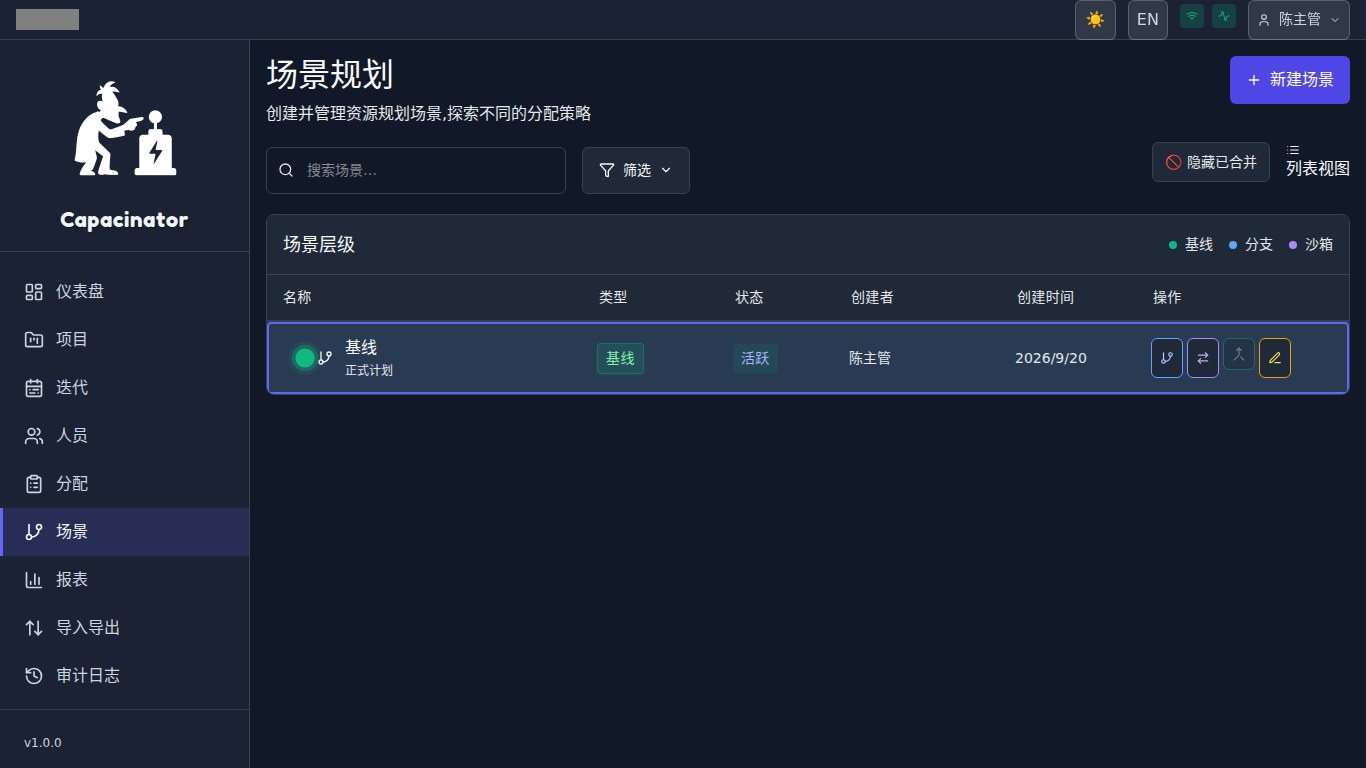 EN
陈主管
Capacinator
仪表盘
项目
迭代
人员
分配
场景
报表
导入导出
审计日志
v1.0.0
场景规划
创建并管理资源规划场景,探索不同的分配策略
+ 新建场景
搜索场景...
筛选
隐藏已合并
列表视图
场景层级
基线 分支 沙箱
名称 类型 状态 创建者 创建时间 操作
基线
正式计划
基线 活跃 陈主管 2026/9/20